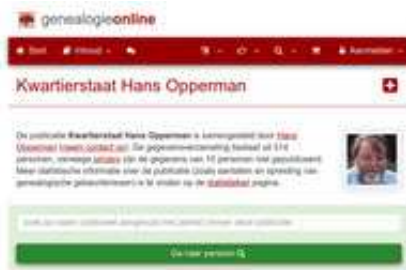 genealogieonline
Start Inhoud Aanmelden
Kwartierstaat Hans Opperman
De publicatie Kwartierstaat Hans Opperman is samengesteld door Hans
Opperman (neem contact op). De gegevensverzameling bestaat uit 514
personen, vanwege privacy zijn de gegevens van 10 personen niet gepubliceerd.
Meer statistische informatie over de publicatie (zoals aantallen en spreiding van
genealogische gebeurtenissen) is te vinden op de statistieken pagina.
Ga naar persoon